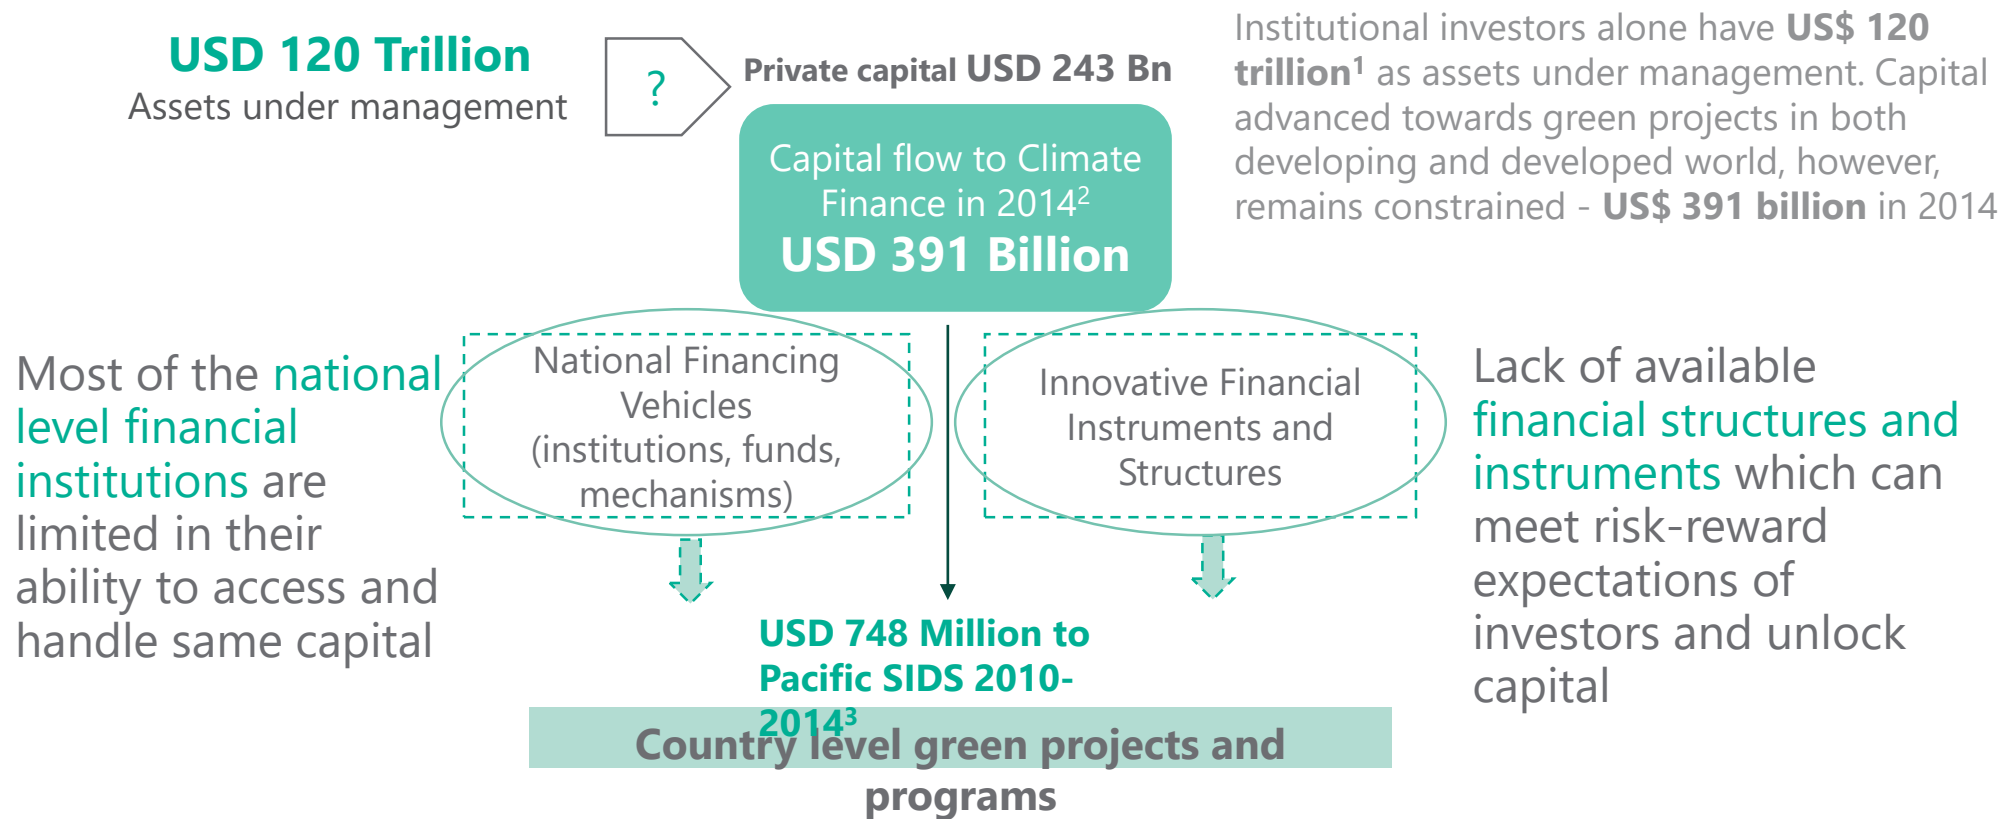 USD 120 Trillion
Assets under management
?
Private capital USD 243 Bn
Institutional investors alone have US$ 120
trillion¹ as assets under management. Capital
advanced towards green projects in both
developing and developed world, however,
remains constrained - US$ 391 billion in 2014
Capital flow to Climate
Finance in 2014²
USD 391 Billion
Most of the national
level financial
institutions are
limited in their
ability to access and
handle same capital
National Financing
Vehicles
(institutions, funds,
mechanisms)
Innovative Financial
Instruments and
Structures
Lack of available
financial structures and
instruments which can
meet risk-reward
expectations of
investors and unlock
capital
USD 748 Million to
Pacific SIDS 2010-
2014³
Country level green projects and
programs